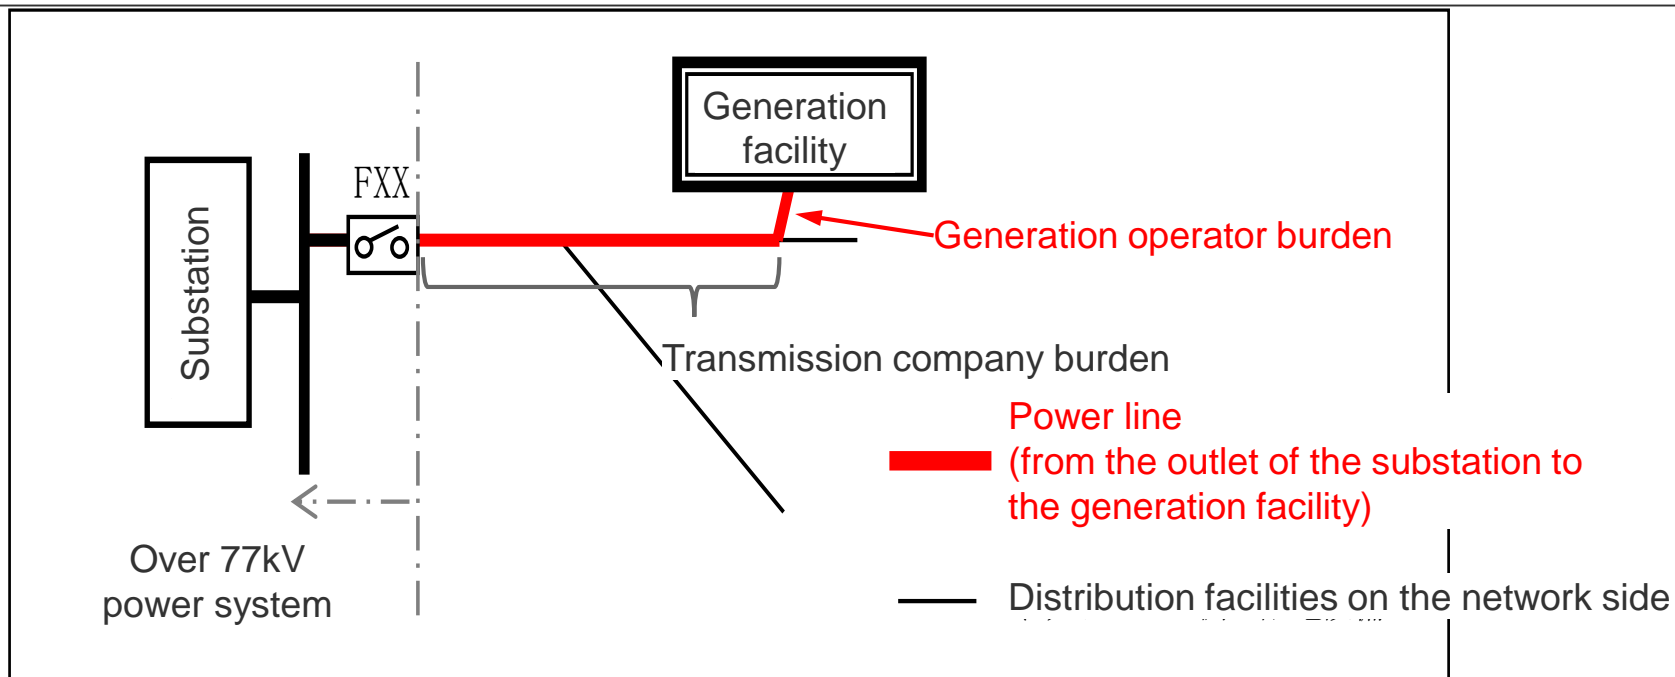 Generation
facility
FXX
Substation
Generation operator burden
Transmission company burden
Power line
(from the outlet of the substation to
the generation facility)
Over 77kV
power system
Distribution facilities on the network side